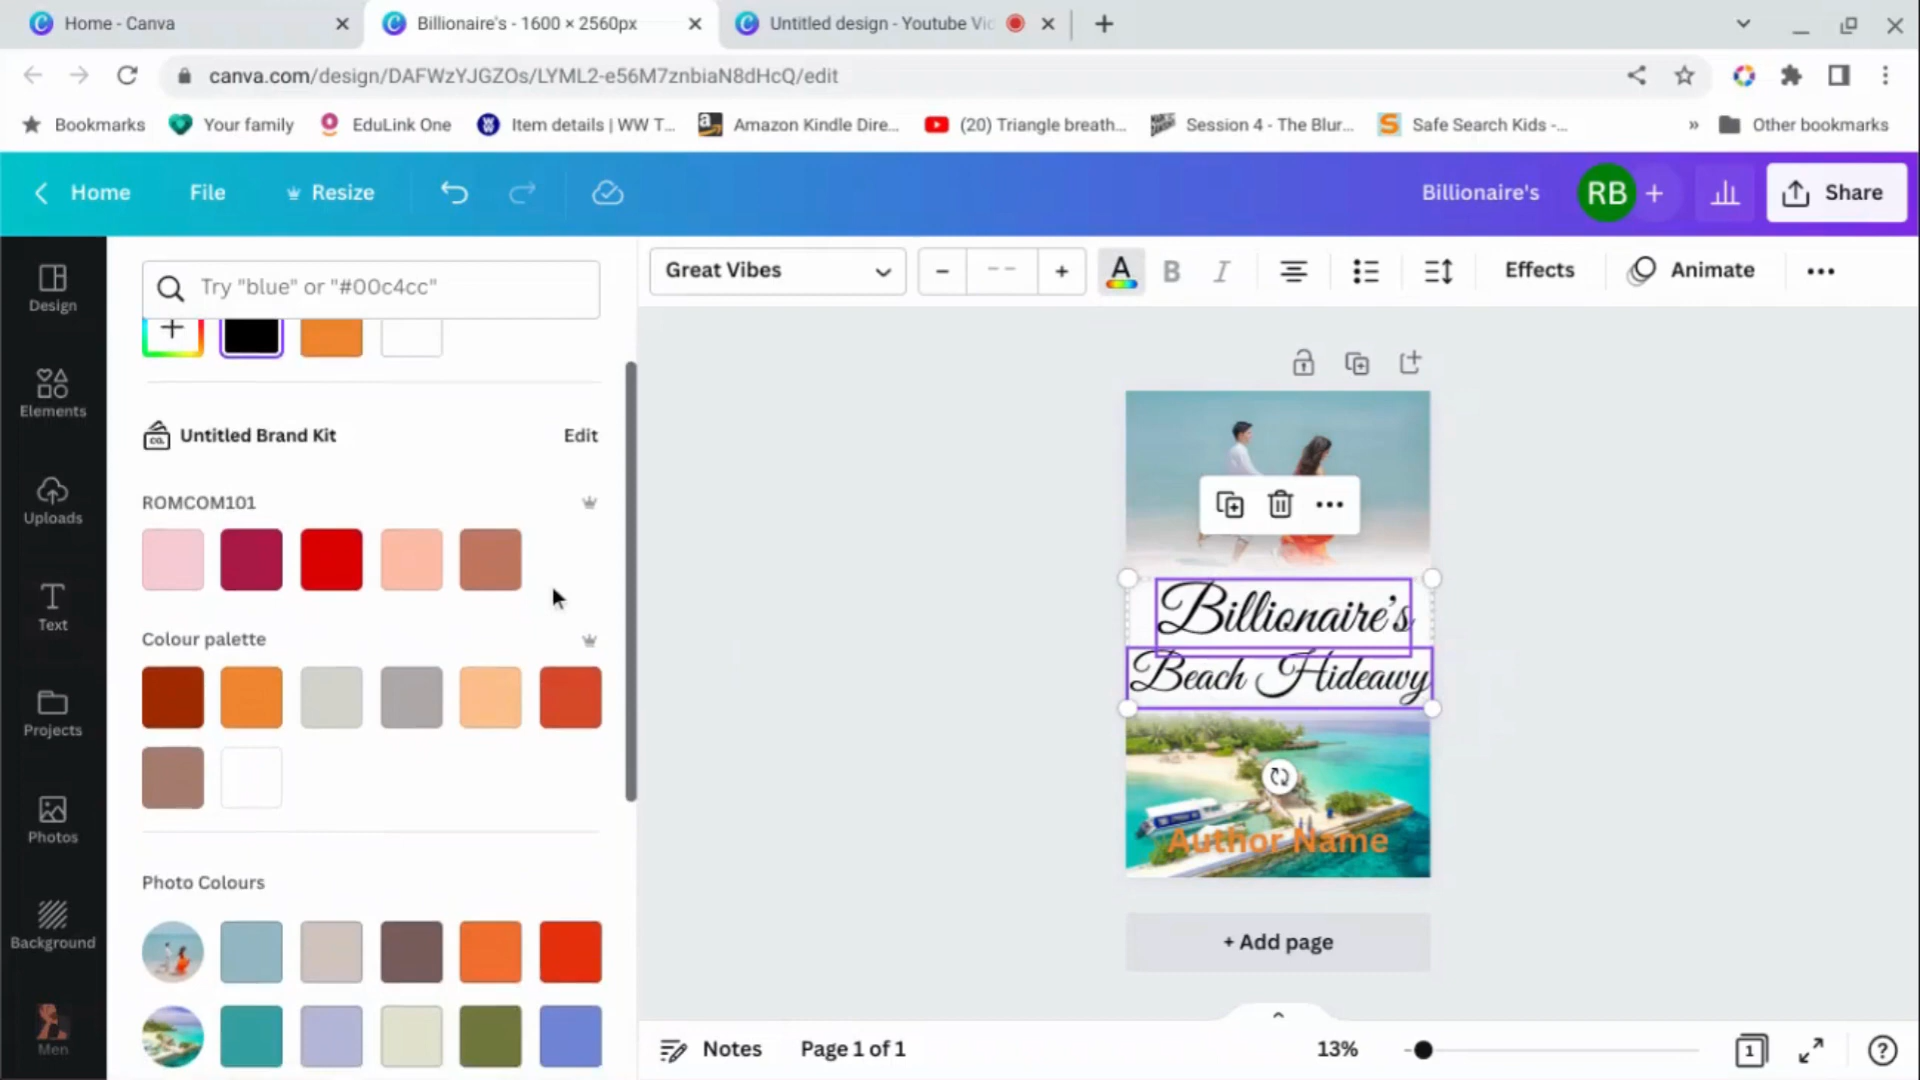 Home - Canva
Billionaire's - 1600 × 2560px
Untitled design - Youtube Vi
canva.com/design/DAFWzYJGZOs/LYML2-e56M7znbiaN8dHcQ/edit
Bookmarks
Your family
EduLink One
Item details | WW T...
Amazon Kindle Dire...
(20) Triangle breath...
Session 4 - The Blur...
Safe Search Kids -...
»
Other bookmarks
Home
File
Resize
Billionaire's
RB
+
Share
Try "blue" or "#00c4cc"
Great Vibes
− -- +
A
B
I
Effects
Animate
Design
Elements
Uploads
Text
Projects
Photos
Background
Men
CO.
Untitled Brand Kit
Edit
ROMCOM101
Colour palette
Photo Colours
Billionaire's
Beach Hideawy
Author Name
+ Add page
Notes
Page 1 of 1
13%
1
?